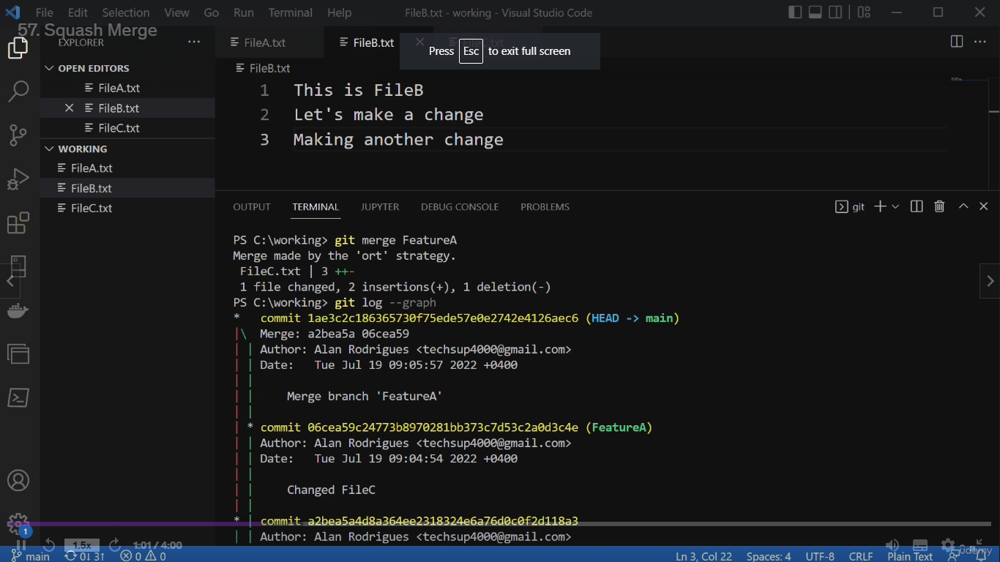 File Edit Selection View Go Run Terminal Help FileB.txt - working - Visual Studio Code
57. Squash Merge
EXPLORER
FileA.txt FileB.txt
Press Esc to exit full screen
OPEN EDITORS
FileA.txt
FileB.txt
FileC.txt
WORKING
FileA.txt
FileB.txt
FileC.txt
FileB.txt
1 This is FileB
2 Let's make a change
3 Making another change
OUTPUT TERMINAL JUPYTER DEBUG CONSOLE PROBLEMS git
PS C:\working> git merge FeatureA
Merge made by the 'ort' strategy.
FileC.txt | 3 ++-
1 file changed, 2 insertions(+), 1 deletion(-)
PS C:\working> git log --graph
* commit 1ae3c2c186365730f75ede57e0e2742e4126aec6 (HEAD -> main)
|\ Merge: a2bea5a 06cea59
| | Author: Alan Rodrigues <techsup4000@gmail.com>
| | Date: Tue Jul 19 09:05:57 2022 +0400
| |
| | Merge branch 'FeatureA'
| |
| * commit 06cea59c24773b8970281bb373c7d53c2a0d3c4e (FeatureA)
| | Author: Alan Rodrigues <techsup4000@gmail.com>
| | Date: Tue Jul 19 09:04:54 2022 +0400
| |
| | Changed FileC
| |
* | commit a2bea5a4d8a364ee2318324e6a76d0c0f2d118a3
| | Author: Alan Rodrigues <techsup4000@gmail.com>
1
1.5x 1:01 / 4:00
main 0↓ 3↑ 0 0 Ln 3, Col 22 Spaces: 4 UTF-8 CRLF Plain Text
ûdemy